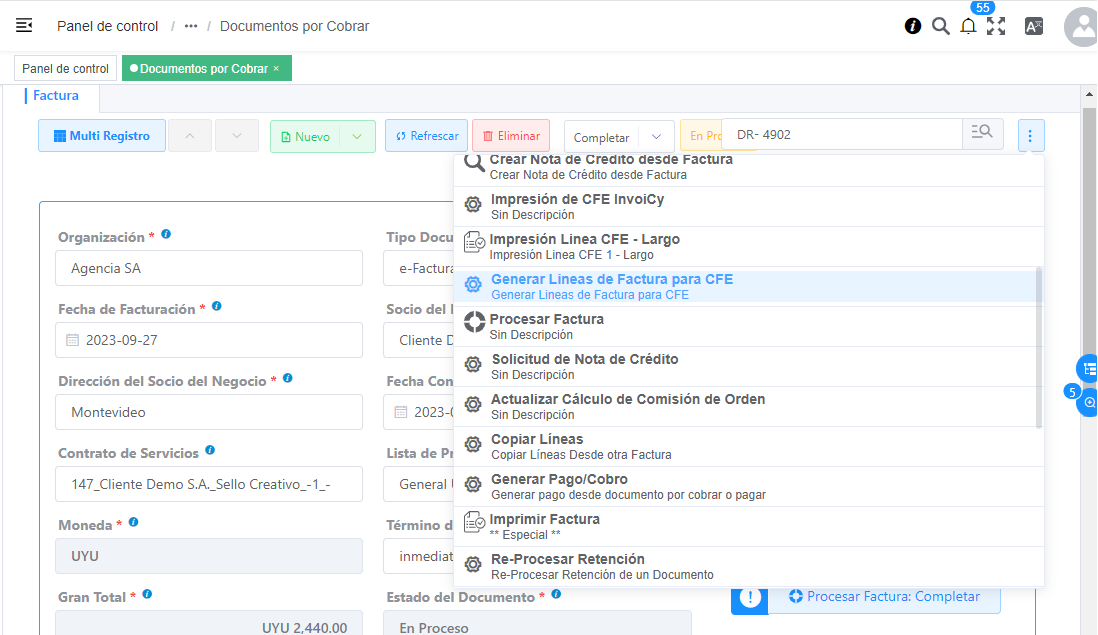 Panel de control / ••• / Documentos por Cobrar
55
Panel de control
Documentos por Cobrar ×
Factura
Multi Registro
Nuevo
Refrescar
Eliminar
Completar
En Pro
DR- 4902
Crear Nota de Crédito desde Factura
Crear Nota de Crédito desde Factura
Impresión de CFE InvoiCy
Sin Descripción
Impresión Linea CFE - Largo
Impresión Linea CFE 1 - Largo
Generar Lineas de Factura para CFE
Generar Lineas de Factura para CFE
Procesar Factura
Sin Descripción
Solicitud de Nota de Crédito
Sin Descripción
Actualizar Cálculo de Comisión de Orden
Sin Descripción
Copiar Líneas
Copiar Líneas Desde otra Factura
Generar Pago/Cobro
Generar pago desde documento por cobrar o pagar
Imprimir Factura
** Especial **
Re-Procesar Retención
Re-Procesar Retención de un Documento
5
Organización *
Agencia SA
Tipo Docu
e-Factura
Fecha de Facturación *
2023-09-27
Socio del
Cliente D
Dirección del Socio del Negocio *
Montevideo
Fecha Con
2023-0
Contrato de Servicios
147_Cliente Demo S.A._Sello Creativo_-1_-
Lista de Pr
General
Moneda *
UYU
Término d
inmediat
Gran Total *
UYU 2,440.00
Estado del Documento *
En Proceso
Procesar Factura: Completar